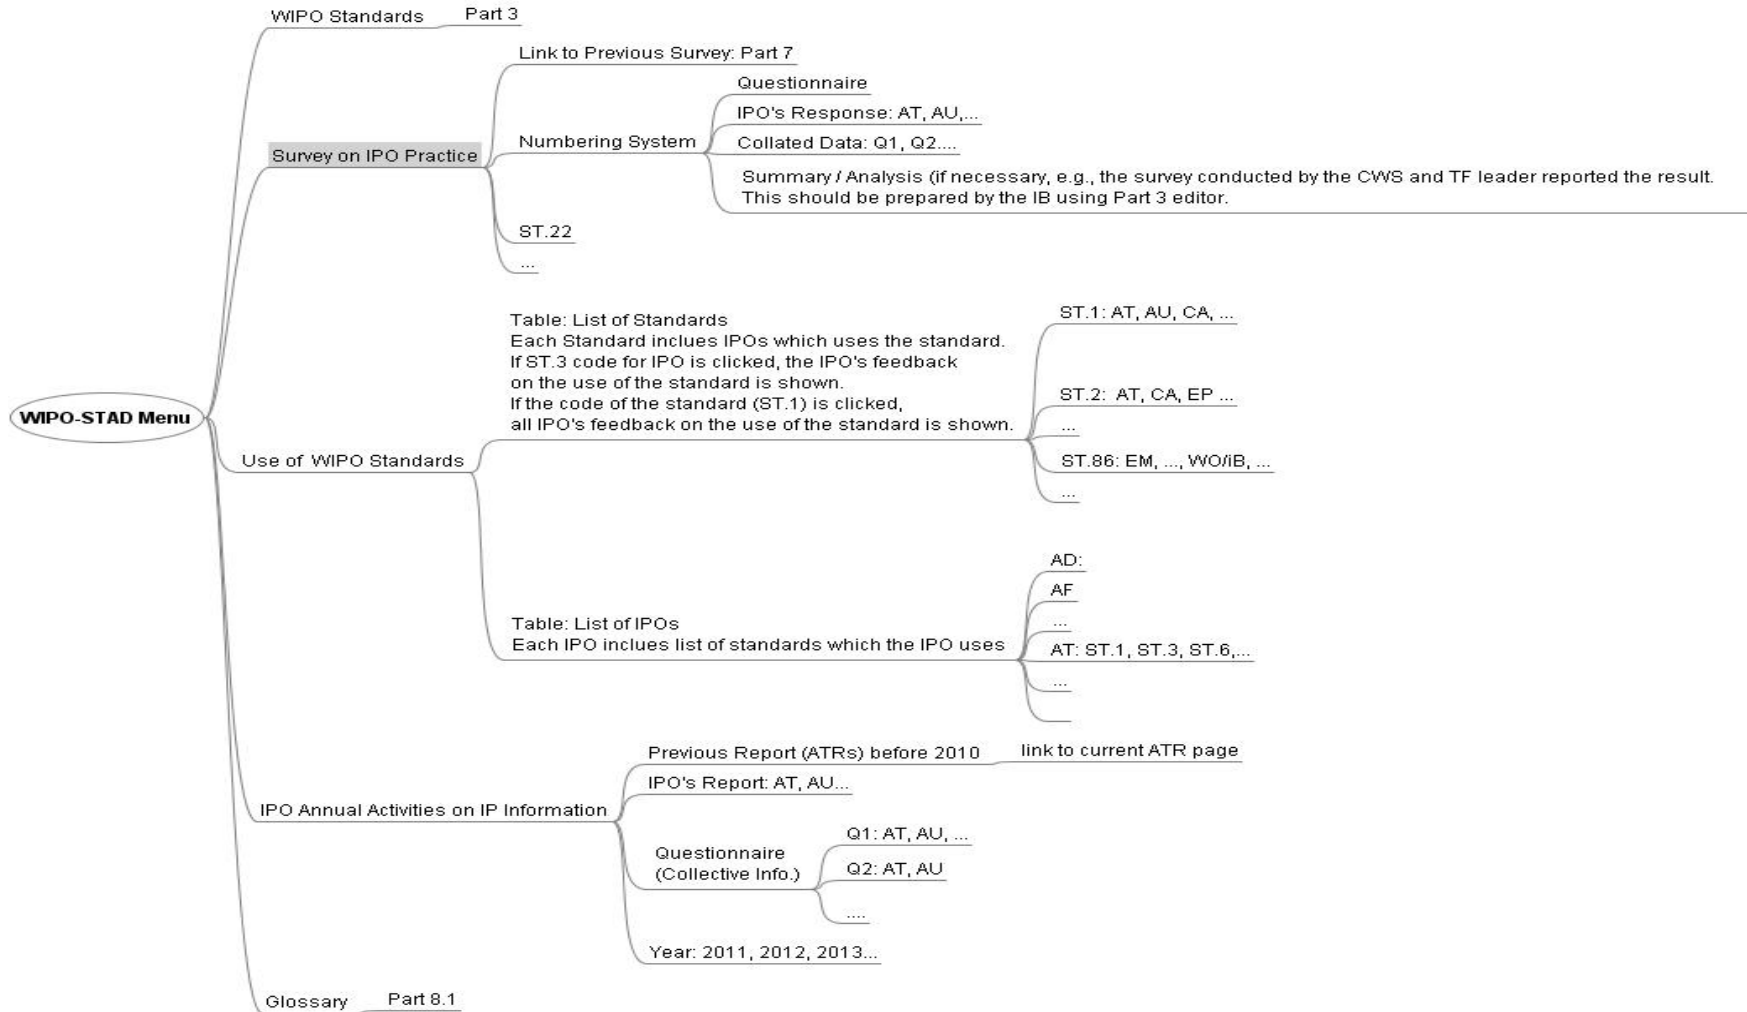 WIPO Standards
Part 3
Link to Previous Survey: Part 7
Questionnaire
IPO's Response: AT, AU,...
Numbering System
Collated Data: Q1, Q2....
Survey on IPO Practice
Summary / Analysis (if necessary, e.g., the survey conducted by the CWS and TF leader reported the result.
This should be prepared by the IB using Part 3 editor.
ST.22
...
WIPO-STAD Menu
Use of WIPO Standards
Table: List of Standards
Each Standard inclues IPOs which uses the standard.
If ST.3 code for IPO is clicked, the IPO's feedback
on the use of the standard is shown.
If the code of the standard (ST.1) is clicked,
all IPO's feedback on the use of the standard is shown.
ST.1: AT, AU, CA, ...
ST.2: AT, CA, EP ...
...
ST.86: EM, ..., WO/iB, ...
...
Table: List of IPOs
Each IPO inclues list of standards which the IPO uses
AD:
AF
...
AT: ST.1, ST.3, ST.6,...
...
IPO Annual Activities on IP Information
Previous Report (ATRs) before 2010
link to current ATR page
IPO's Report: AT, AU...
Questionnaire
(Collective Info.)
Q1: AT, AU, ...
Q2: AT, AU
....
Year: 2011, 2012, 2013...
Glossary
Part 8.1